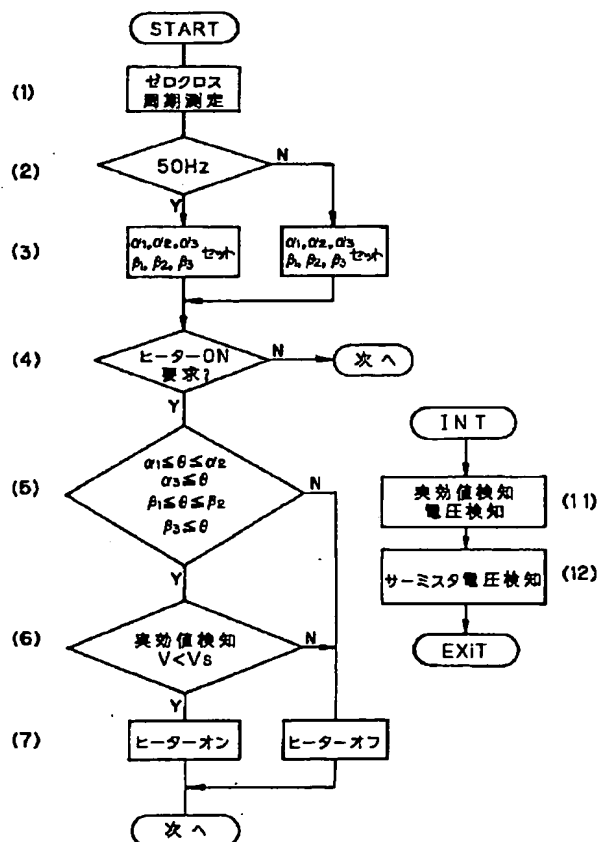 START
(1)
ゼロクロス
周期測定
(2)
50Hz
N
Y
(3)
α1,α2,α3
β1,β2,β3 セット
α1,α2,α3
β1,β2,β3 セット
(4)
ヒーターON
要求?
N
次へ
Y
(5)
α1≦θ≦α2
α3≦θ
β1≦θ≦β2
β3≦θ
N
Y
(6)
実効値検知
V<Vs
N
Y
(7)
ヒーターオン
ヒーターオフ
次へ
INT
実効値検知
電圧検知
(11)
サーミスタ電圧検知
(12)
EXiT